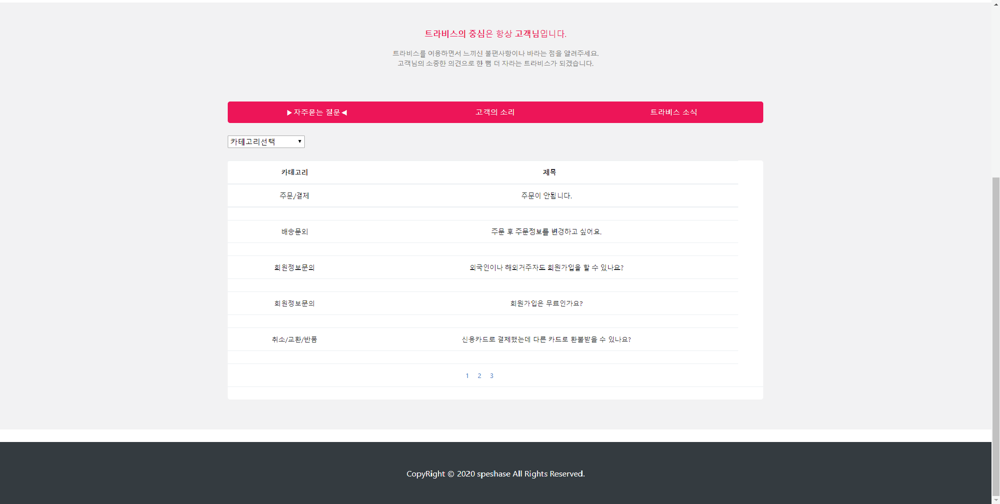 트라비스의 중심은 항상 고객님입니다.
트라비스를 이용하면서 느끼신 불편사항이나 바라는 점을 알려주세요.
고객님의 소중한 의견으로 한 뼘 더 자라는 트라비스가 되겠습니다.
▶자주묻는 질문◀ 고객의 소리 트라비스 소식
카테고리선택 ▼
카테고리 제목
주문/결제 주문이 안됩니다.
배송문의 주문 후 주문정보를 변경하고 싶어요.
회원정보문의 외국인이나 해외거주자도 회원가입을 할 수 있나요?
회원정보문의 회원가입은 무료인가요?
취소/교환/반품 신용카드로 결제했는데 다른 카드로 환불받을 수 있나요?
1 2 3
CopyRight © 2020 speshase All Rights Reserved.